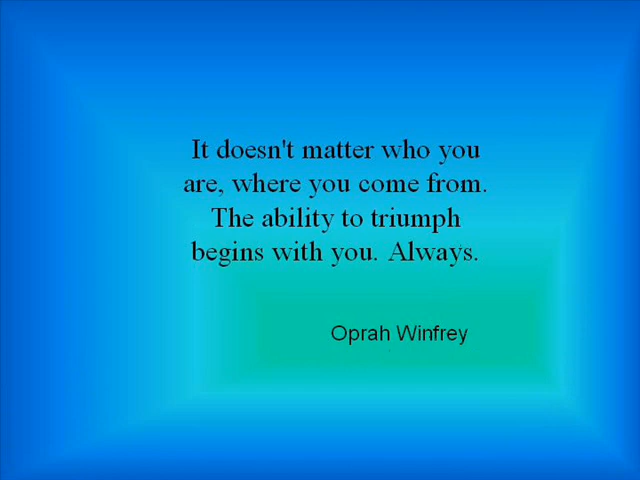 It doesn't matter who you
are, where you come from.
The ability to triumph
begins with you. Always.
Oprah Winfrey